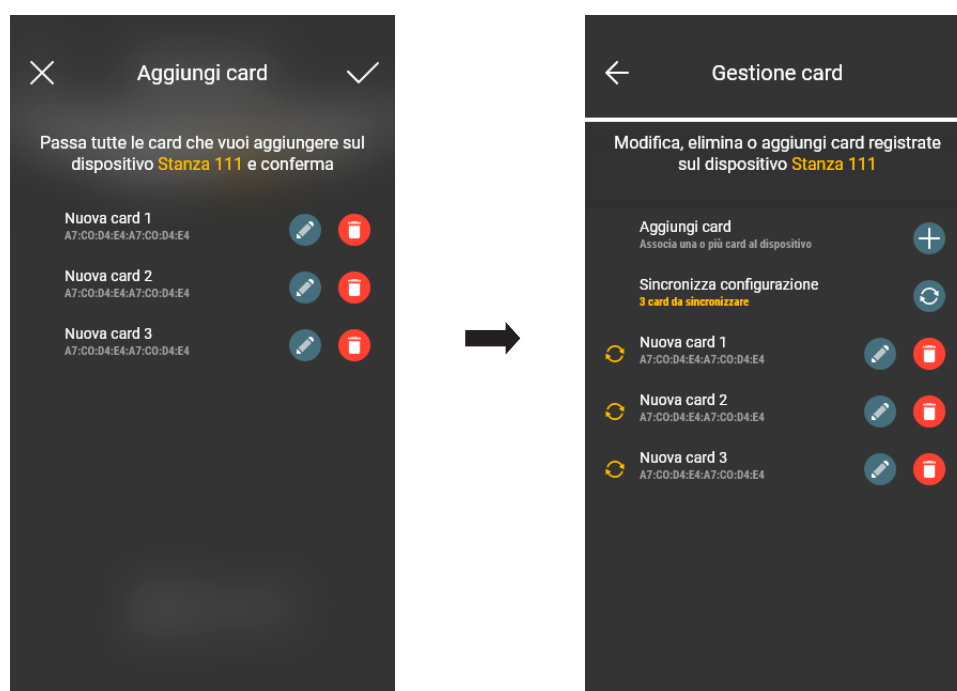 Aggiungi card
Passa tutte le card che vuoi aggiungere sul
dispositivo Stanza 111 e conferma
Nuova card 1
A7:C0:D4:E4:A7:C0:D4:E4
Nuova card 2
A7:C0:D4:E4:A7:C0:D4:E4
Nuova card 3
A7:C0:D4:E4:A7:C0:D4:E4
Gestione card
Modifica, elimina o aggiungi card registrate
sul dispositivo Stanza 111
Aggiungi card
Associa una o più card al dispositivo
Sincronizza configurazione
3 card da sincronizzare
Nuova card 1
A7:C0:D4:E4:A7:C0:D4:E4
Nuova card 2
A7:C0:D4:E4:A7:C0:D4:E4
Nuova card 3
A7:C0:D4:E4:A7:C0:D4:E4